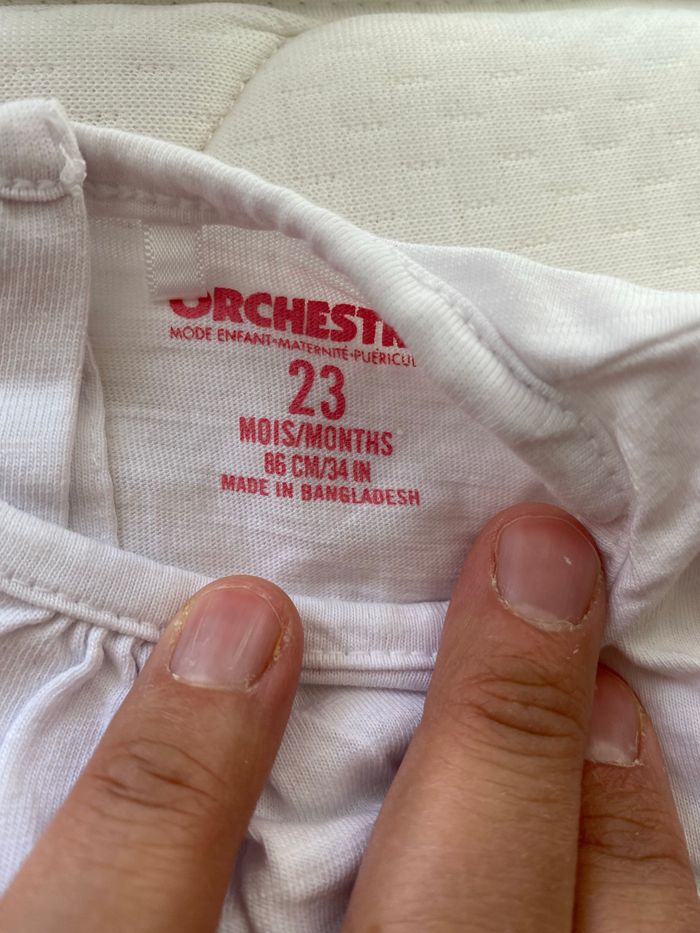 ORCHESTR
MODE ENFANT•MATERNITÉ•PUÉRICUL
23
MOIS/MONTHS
86 CM/34 IN
MADE IN BANGLADESH